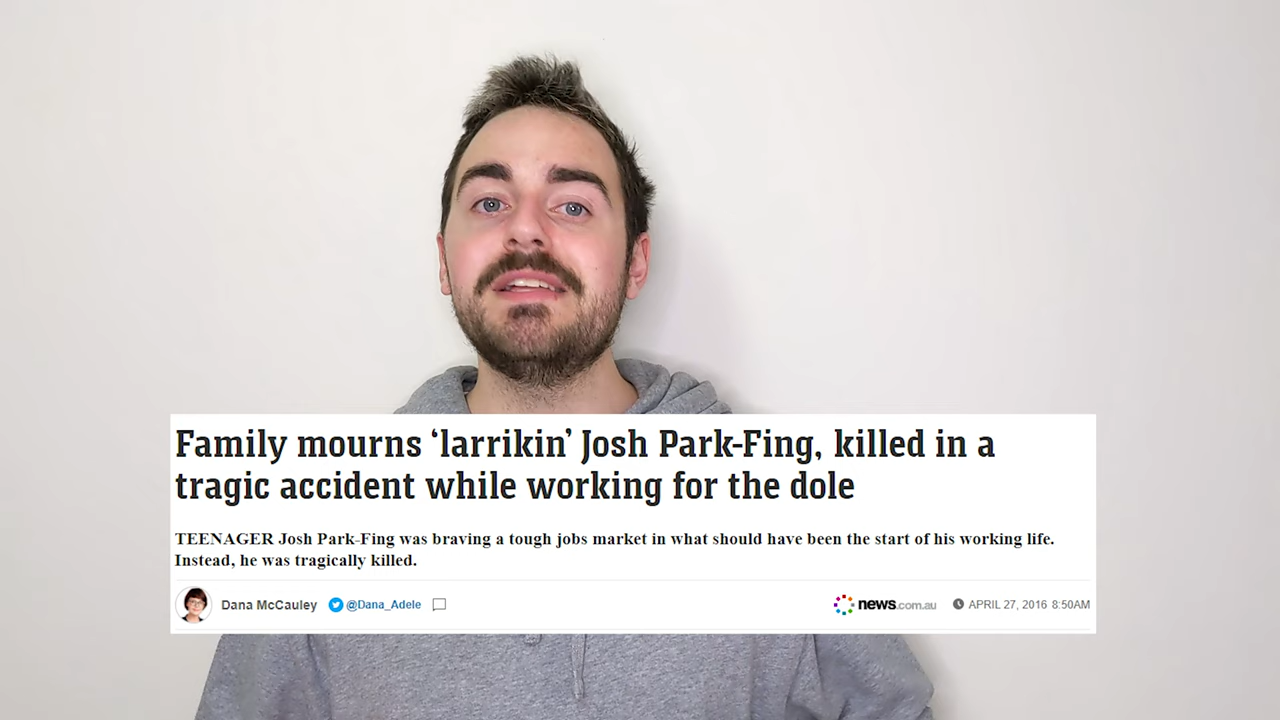 Family mourns ‘larrikin’ Josh Park-Fing, killed in a
tragic accident while working for the dole
TEENAGER Josh Park-Fing was braving a tough jobs market in what should have been the start of his working life.
Instead, he was tragically killed.
Dana McCauley @Dana_Adele news.com.au APRIL 27, 2016 8:50AM